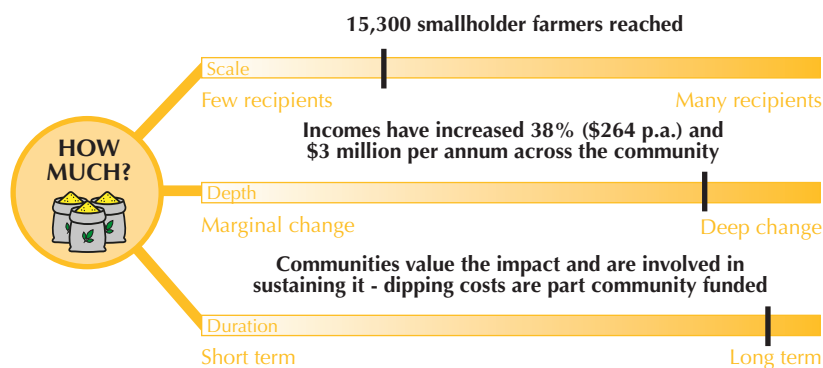 15,300 smallholder farmers reached
Scale
Few recipients
Many recipients
HOW
MUCH?
Incomes have increased 38% ($264 p.a.) and
$3 million per annum across the community
Depth
Marginal change
Deep change
Communities value the impact and are involved in
sustaining it - dipping costs are part community funded
Duration
Short term
Long term